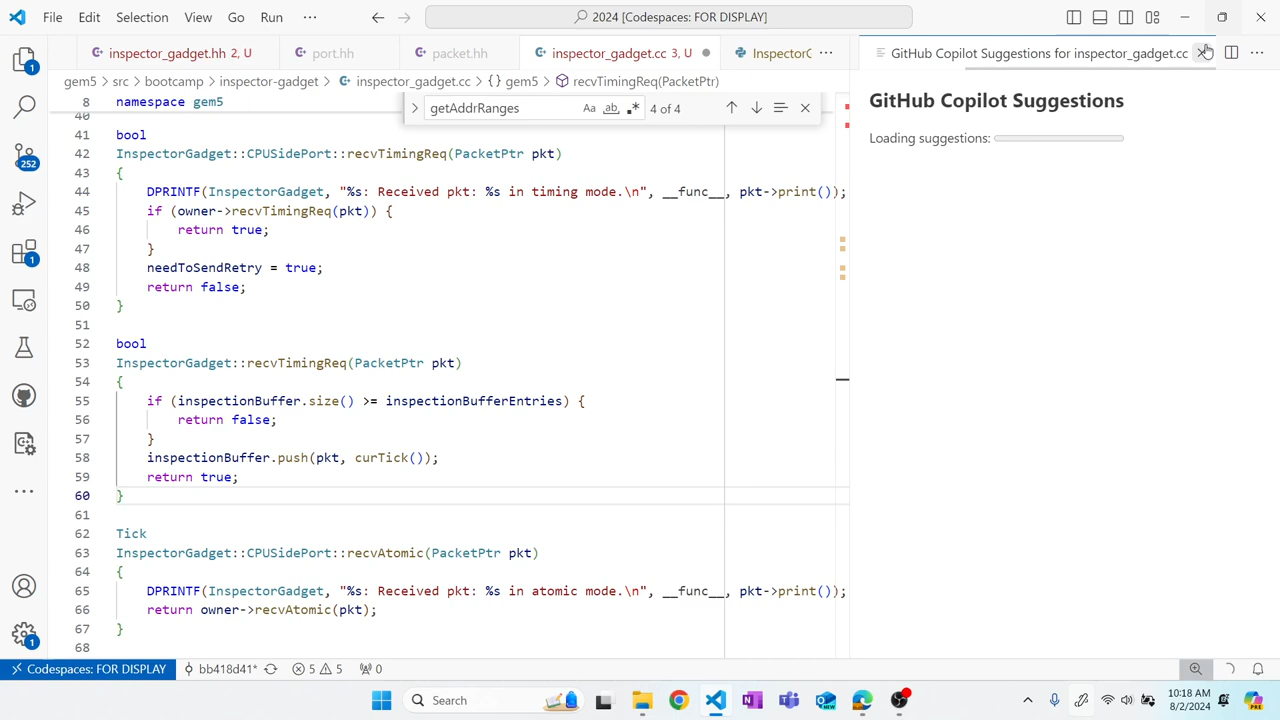 File Edit Selection View Go Run ··· 2024 [Codespaces: FOR DISPLAY]
inspector_gadget.hh 2, U port.hh packet.hh inspector_gadget.cc 3, U ··· GitHub Copilot Suggestions for inspector_gadget.cc ···
gem5 > src > bootcamp > inspector-gadget > inspector_gadget.cc > {} gem5 > recvTimingReq(PacketPtr)
8 namespace gem5
getAddrRanges Aa ab .* 4 of 4
GitHub Copilot Suggestions
Loading suggestions:
40
41 bool
42 InspectorGadget::CPUSidePort::recvTimingReq(PacketPtr pkt)
43 {
44 DPRINTF(InspectorGadget, "%s: Received pkt: %s in timing mode.\n", __func__, pkt->print());
45 if (owner->recvTimingReq(pkt)) {
46 return true;
47 }
48 needToSendRetry = true;
49 return false;
50 }
51
52 bool
53 InspectorGadget::recvTimingReq(PacketPtr pkt)
54 {
55 if (inspectionBuffer.size() >= inspectionBufferEntries) {
56 return false;
57 }
58 inspectionBuffer.push(pkt, curTick());
59 return true;
60 }
61
62 Tick
63 InspectorGadget::CPUSidePort::recvAtomic(PacketPtr pkt)
64 {
65 DPRINTF(InspectorGadget, "%s: Received pkt: %s in atomic mode.\n", __func__, pkt->print());
66 return owner->recvAtomic(pkt);
67 }
68
1
252
1
1
Codespaces: FOR DISPLAY bb418d41* 5 5 0
Search 10:18 AM
8/2/2024